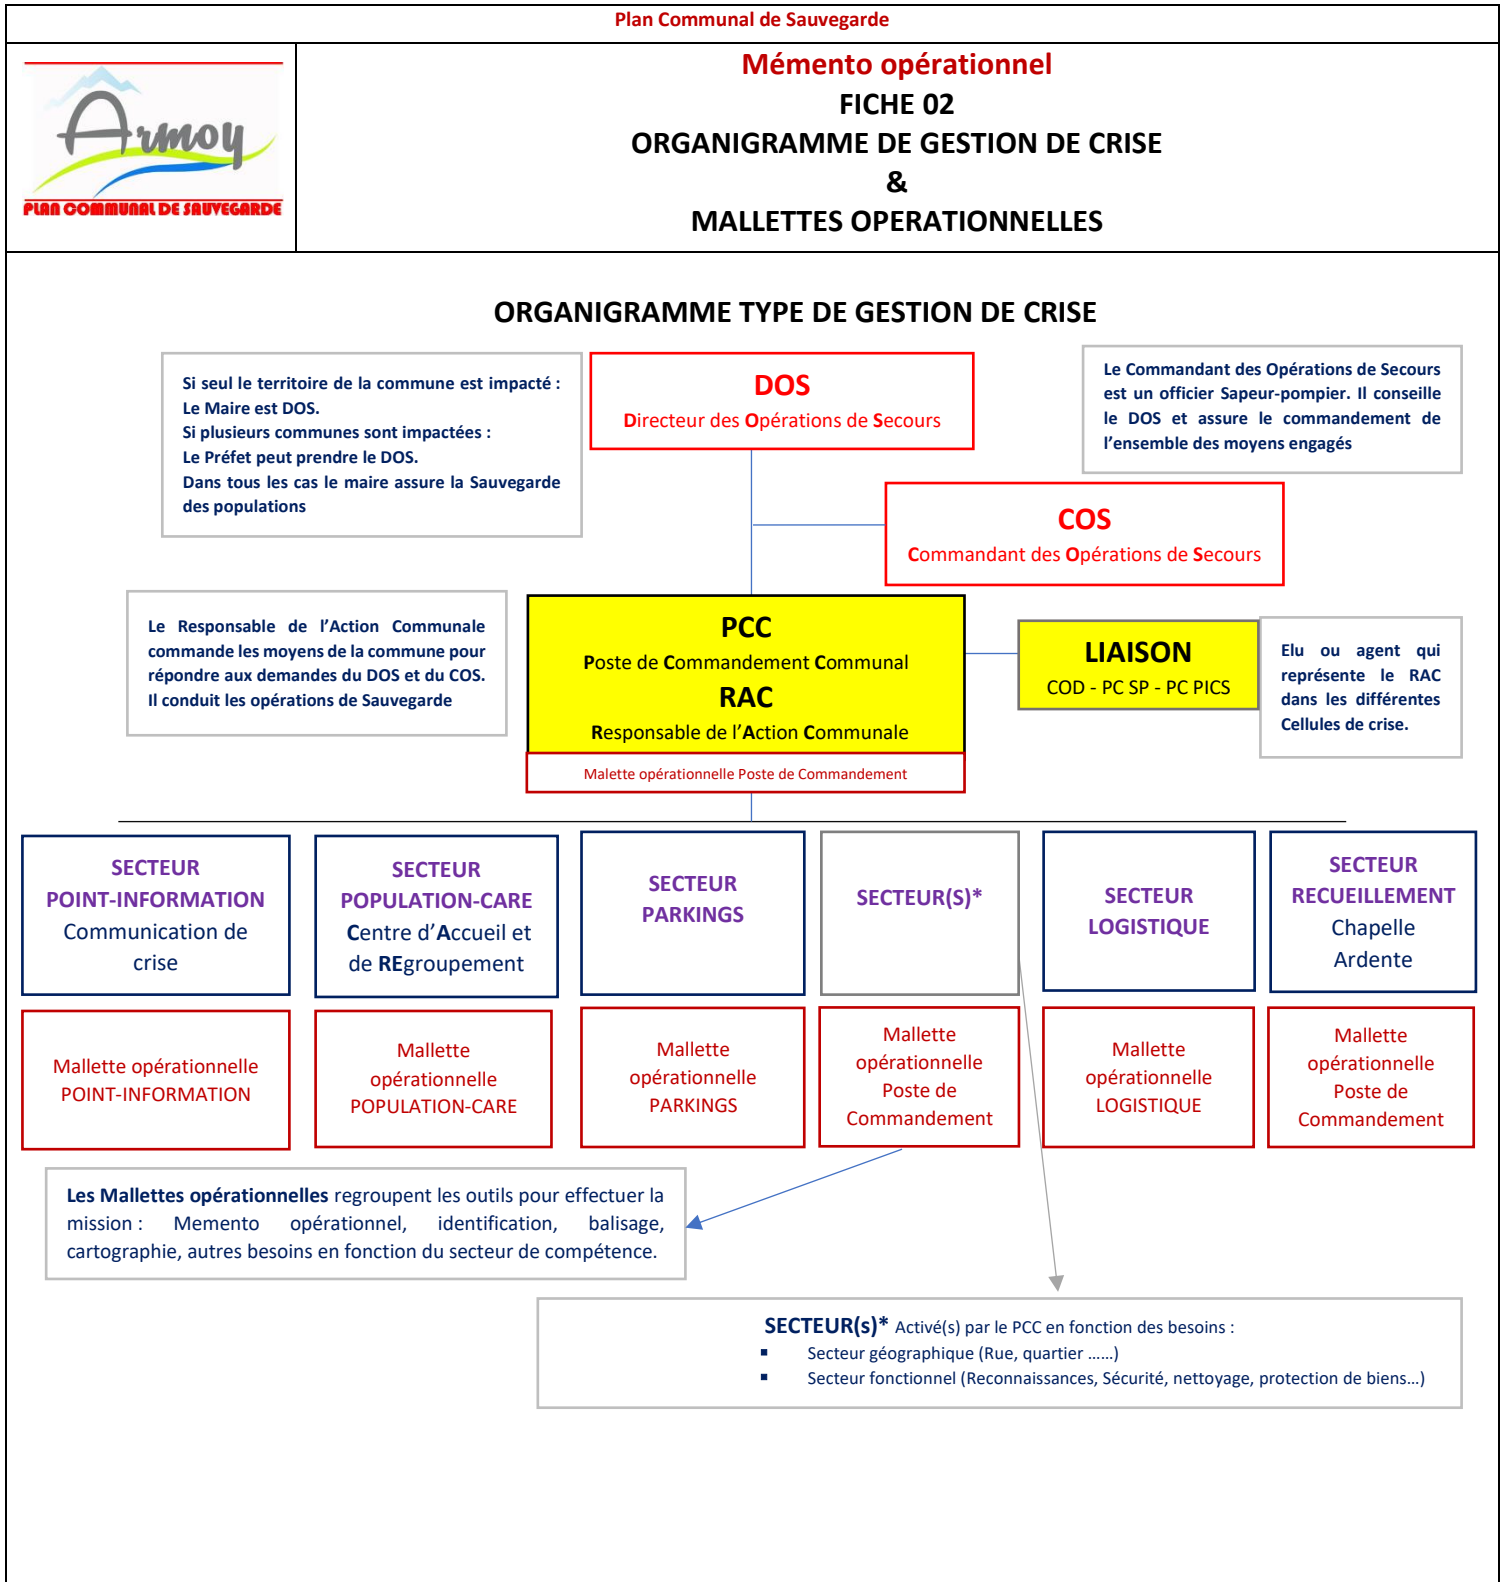 Plan Communal de Sauvegarde
Armoy
PLAN COMMUNAL DE SAUVEGARDE
Mémento opérationnel
FICHE 02
ORGANIGRAMME DE GESTION DE CRISE
&
MALLETTES OPERATIONNELLES
ORGANIGRAMME TYPE DE GESTION DE CRISE
Si seul le territoire de la commune est impacté :
Le Maire est DOS.
Si plusieurs communes sont impactées :
Le Préfet peut prendre le DOS.
Dans tous les cas le maire assure la Sauvegarde
des populations
DOS
Directeur des Opérations de Secours
Le Commandant des Opérations de Secours
est un officier Sapeur-pompier. Il conseille
le DOS et assure le commandement de
l'ensemble des moyens engagés
COS
Commandant des Opérations de Secours
Le Responsable de l'Action Communale
commande les moyens de la commune pour
répondre aux demandes du DOS et du COS.
Il conduit les opérations de Sauvegarde
PCC
Poste de Commandement Communal
RAC
Responsable de l'Action Communale
Malette opérationnelle Poste de Commandement
LIAISON
COD - PC SP - PC PICS
Elu ou agent qui
représente le RAC
dans les différentes
Cellules de crise.
SECTEUR
POINT-INFORMATION
Communication de
crise
SECTEUR
POPULATION-CARE
Centre d'Accueil et
de REgroupement
SECTEUR
PARKINGS
SECTEUR(S)*
SECTEUR
LOGISTIQUE
SECTEUR
RECUEILLEMENT
Chapelle
Ardente
Mallette opérationnelle
POINT-INFORMATION
Mallette
opérationnelle
POPULATION-CARE
Mallette
opérationnelle
PARKINGS
Mallette
opérationnelle
Poste de
Commandement
Mallette
opérationnelle
LOGISTIQUE
Mallette
opérationnelle
Poste de
Commandement
Les Mallettes opérationnelles regroupent les outils pour effectuer la
mission : Memento opérationnel, identification, balisage,
cartographie, autres besoins en fonction du secteur de compétence.
SECTEUR(s)* Activé(s) par le PCC en fonction des besoins :
▪ Secteur géographique (Rue, quartier ......)
▪ Secteur fonctionnel (Reconnaissances, Sécurité, nettoyage, protection de biens...)